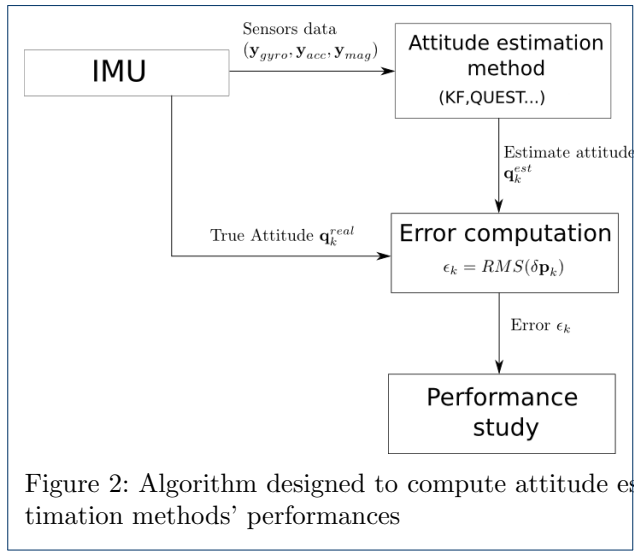 Sensors data
(y_gyro, y_acc, y_mag)
IMU
Attitude estimation
method
(KF,QUEST...)
Estimate attitude
q_k^est
True Attitude q_k^real
Error computation
ϵ_k = RMS(δp_k)
Error ϵ_k
Performance
study
Figure 2: Algorithm designed to compute attitude es
timation methods' performances